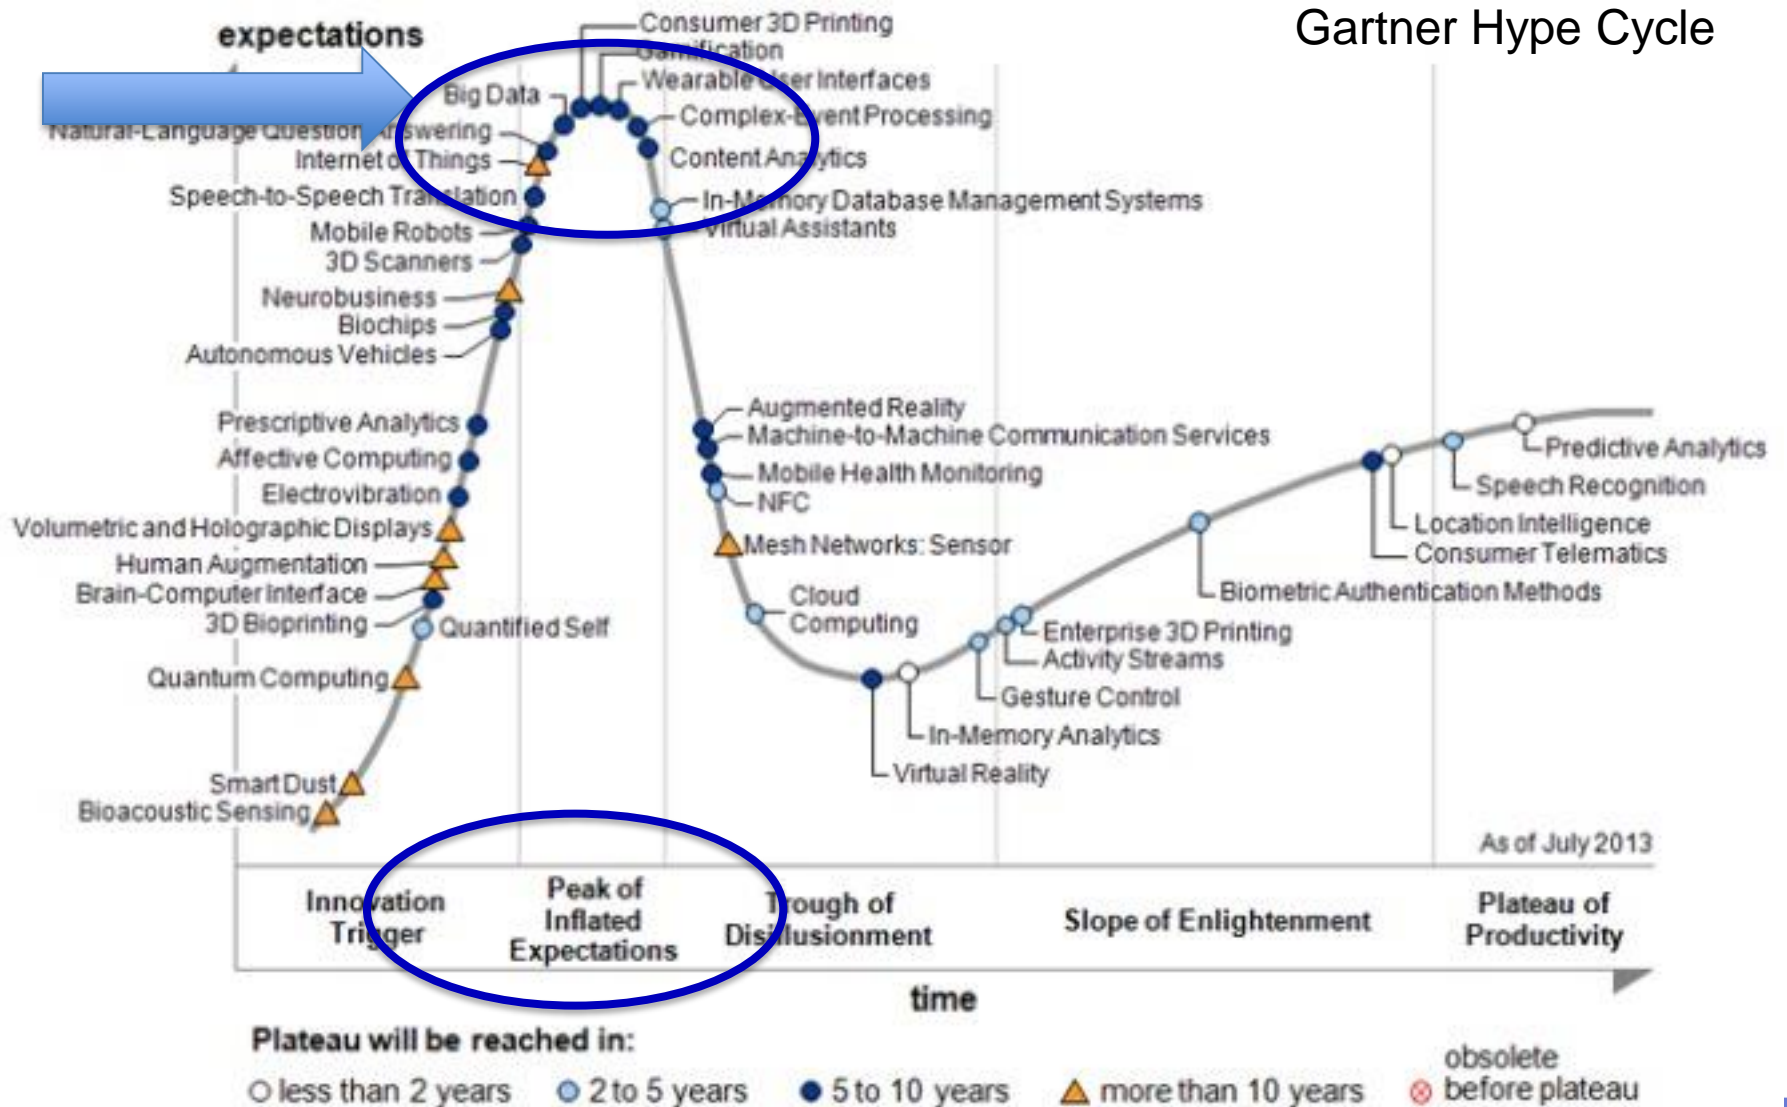 Gartner Hype Cycle
expectations
Consumer 3D Printing
Gamification
Wearable User Interfaces
Big Data
Complex-Event Processing
Natural-Language Question Answering
Content Analytics
Internet of Things
Speech-to-Speech Translation
In-Memory Database Management Systems
Virtual Assistants
Mobile Robots
3D Scanners
Neurobusiness
Biochips
Autonomous Vehicles
Augmented Reality
Prescriptive Analytics
Machine-to-Machine Communication Services
Predictive Analytics
Affective Computing
Mobile Health Monitoring
Speech Recognition
Electrovibration
NFC
Volumetric and Holographic Displays
Location Intelligence
Mesh Networks: Sensor
Consumer Telematics
Human Augmentation
Brain-Computer Interface
Biometric Authentication Methods
Cloud
Computing
3D Bioprinting
Quantified Self
Enterprise 3D Printing
Activity Streams
Quantum Computing
Gesture Control
In-Memory Analytics
Virtual Reality
Smart Dust
Bioacoustic Sensing
As of July 2013
Innovation
Trigger
Peak of
Inflated
Expectations
Trough of
Disillusionment
Slope of Enlightenment
Plateau of
Productivity
time
Plateau will be reached in:
less than 2 years
2 to 5 years
5 to 10 years
more than 10 years
obsolete
before plateau